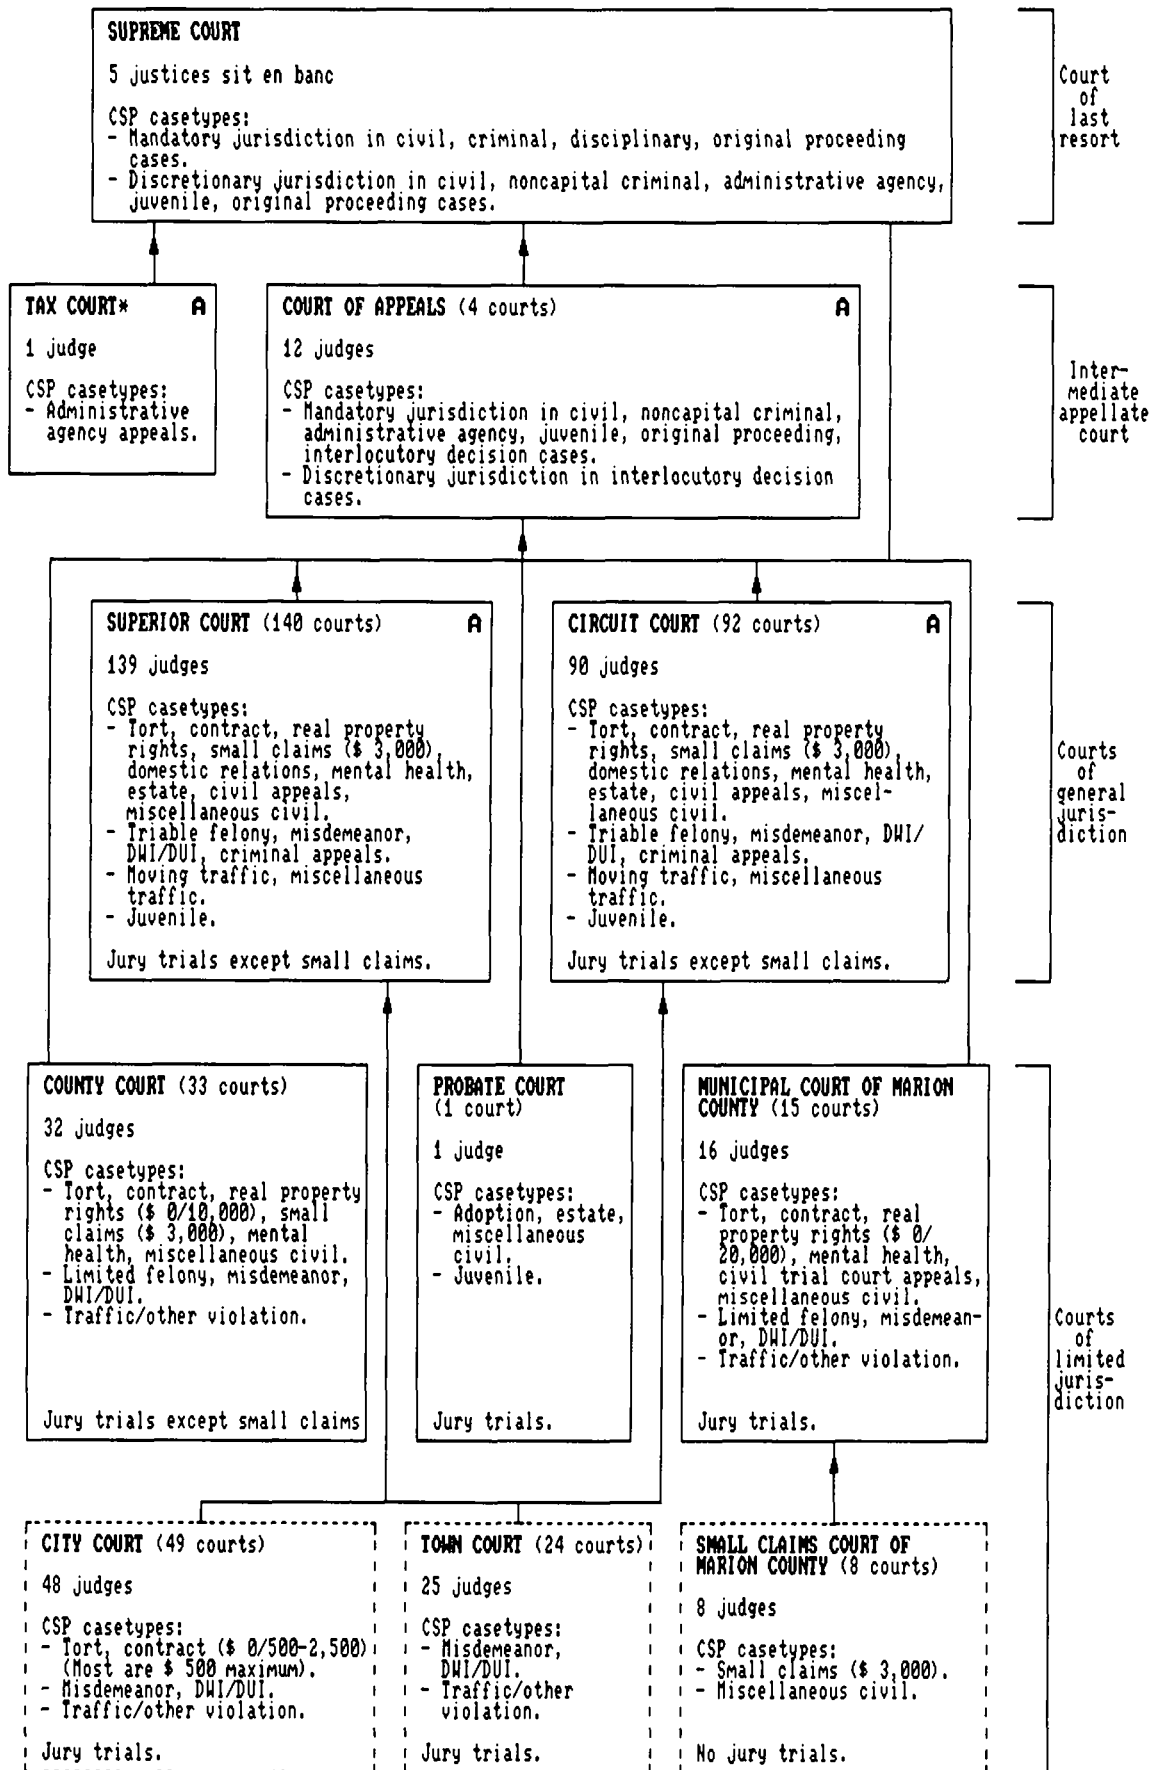 SUPREME COURT
5 justices sit en banc
CSP casetypes:
- Mandatory jurisdiction in civil, criminal, disciplinary, original proceeding
cases.
- Discretionary jurisdiction in civil, noncapital criminal, administrative agency,
juvenile, original proceeding cases.
Court
of
last
resort
TAX COURT* A
1 judge
CSP casetypes:
- Administrative
agency appeals.
COURT OF APPEALS (4 courts) A
12 judges
CSP casetypes:
- Mandatory jurisdiction in civil, noncapital criminal,
administrative agency, juvenile, original proceeding,
interlocutory decision cases.
- Discretionary jurisdiction in interlocutory decision
cases.
Inter-
mediate
appellate
court
SUPERIOR COURT (140 courts) A
139 judges
CSP casetypes:
- Tort, contract, real property
rights, small claims ($ 3,000),
domestic relations, mental health,
estate, civil appeals,
miscellaneous civil.
- Triable felony, misdemeanor,
DWI/DUI, criminal appeals.
- Moving traffic, miscellaneous
traffic.
- Juvenile.
Jury trials except small claims.
CIRCUIT COURT (92 courts) A
90 judges
CSP casetypes:
- Tort, contract, real property
rights, small claims ($ 3,000),
domestic relations, mental health,
estate, civil appeals, miscel-
laneous civil.
- Triable felony, misdemeanor, DWI/
DUI, criminal appeals.
- Moving traffic, miscellaneous
traffic.
- Juvenile.
Jury trials except small claims.
Courts
of
general
juris-
diction
COUNTY COURT (33 courts)
32 judges
CSP casetypes:
- Tort, contract, real property
rights ($ 0/10,000), small
claims ($ 3,000), mental
health, miscellaneous civil.
- Limited felony, misdemeanor,
DWI/DUI.
- Traffic/other violation.
Jury trials except small claims
PROBATE COURT
(1 court)
1 judge
CSP casetypes:
- Adoption, estate,
miscellaneous
civil.
- Juvenile.
Jury trials.
MUNICIPAL COURT OF MARION
COUNTY (15 courts)
16 judges
CSP casetypes:
- Tort, contract, real
property rights ($ 0/
20,000), mental health,
civil trial court appeals,
miscellaneous civil.
- Limited felony, misdemean-
or, DWI/DUI.
- Traffic/other violation.
Jury trials.
Courts
of
limited
juris-
diction
CITY COURT (49 courts)
48 judges
CSP casetypes:
- Tort, contract ($ 0/500-2,500)
(Most are $ 500 maximum).
- Misdemeanor, DWI/DUI.
- Traffic/other violation.
Jury trials.
TOWN COURT (24 courts)
25 judges
CSP casetypes:
- Misdemeanor,
DWI/DUI.
- Traffic/other
violation.
Jury trials.
SMALL CLAIMS COURT OF
MARION COUNTY (8 courts)
8 judges
CSP casetypes:
- Small claims ($ 3,000).
- Miscellaneous civil.
No jury trials.